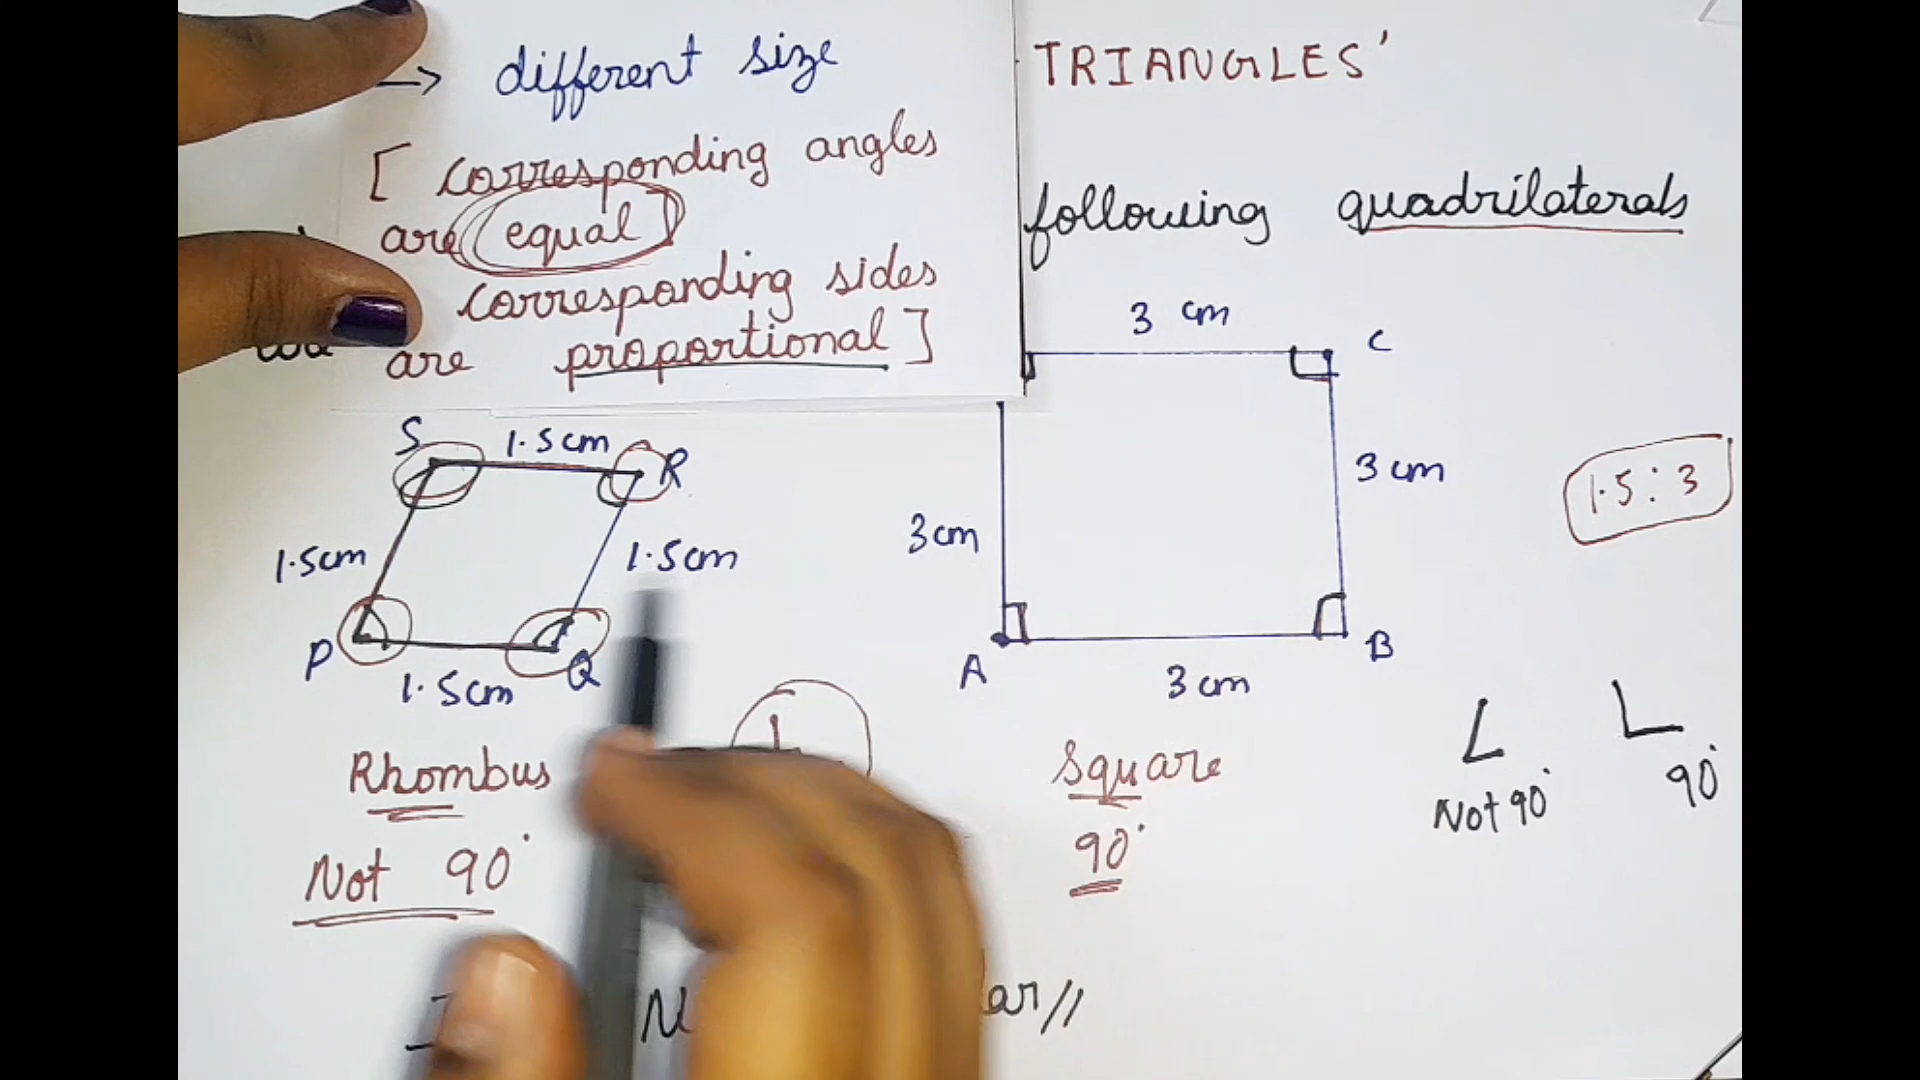 different size
TRIANGLES'
[ corresponding angles
are (equal)
corresponding sides
are proportional ]
following quadrilaterals
3 cm
C
S
1.5cm
R
1.5cm
1.5cm
P
1.5cm
Q
3cm
3 cm
1.5:3
A
3 cm
B
Rhombus
Square
Not 90°
90°
Not 90°
90°